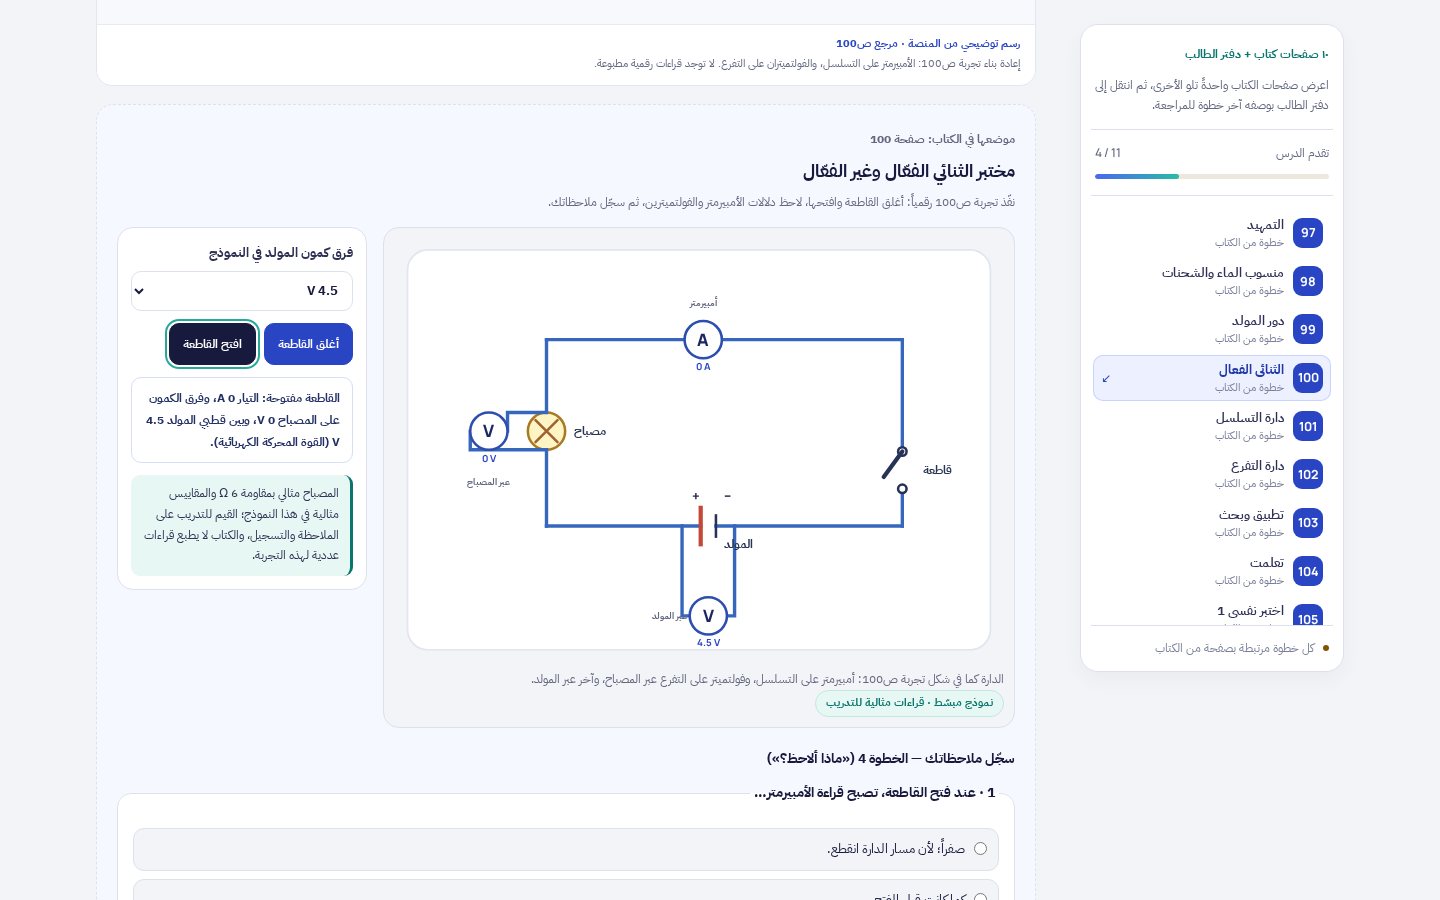 ١٠ صفحات كتاب + دفتر الطالب
اعرض صفحات الكتاب واحدةً تلو الأخرى، ثم انتقل إلى
دفتر الطالب بوصفه آخر خطوة للمراجعة.
تقدم الدرس
4 / 11
97
التمهيد
خطوة من الكتاب
98
منسوب الماء والشحنات
خطوة من الكتاب
99
دور المولد
خطوة من الكتاب
100
الثنائي الفعال
خطوة من الكتاب
↙
101
دارة التسلسل
خطوة من الكتاب
102
دارة التفرع
خطوة من الكتاب
103
تطبيق وبحث
خطوة من الكتاب
104
تعلمت
خطوة من الكتاب
105
اختبر نفسي 1
كل خطوة مرتبطة بصفحة من الكتاب
رسم توضيحي من المنصة · مرجع ص100
إعادة بناء تجربة ص100: الأمبيرمتر على التسلسل، والفولتميتران على التفرع. لا توجد قراءات رقمية مطبوعة.
موضعها في الكتاب: صفحة 100
مختبر الثنائي الفعّال وغير الفعّال
نفّذ تجربة ص100 رقمياً: أغلق القاطعة وافتحها، لاحظ دلالات الأمبيرمتر والفولتميترين، ثم سجّل ملاحظاتك.
أمبيرمتر
A
0 A
مصباح
V
0 V
عبر المصباح
قاطعة
+
−
المولد
عبر المولد
V
4.5 V
الدارة كما في شكل تجربة ص100: أمبيرمتر على التسلسل، وفولتميتر على التفرع عبر المصباح، وآخر عبر المولد.
نموذج مبسّط · قراءات مثالية للتدريب
فرق كمون المولد في النموذج
4.5 V
أغلق القاطعة
افتح القاطعة
القاطعة مفتوحة: التيار 0 A، وفرق الكمون
على المصباح 0 V، وبين قطبي المولد 4.5
V (القوة المحركة الكهربائية).
المصباح مثالي بمقاومة 6 Ω والمقاييس
مثالية في هذا النموذج؛ القيم للتدريب على
الملاحظة والتسجيل، والكتاب لا يطبع قراءات
عددية لهذه التجربة.
سجّل ملاحظاتك — الخطوة 4 («ماذا ألاحظ؟»)
1 · عند فتح القاطعة، تصبح قراءة الأمبيرمتر…
صفراً؛ لأن مسار الدارة انقطع.